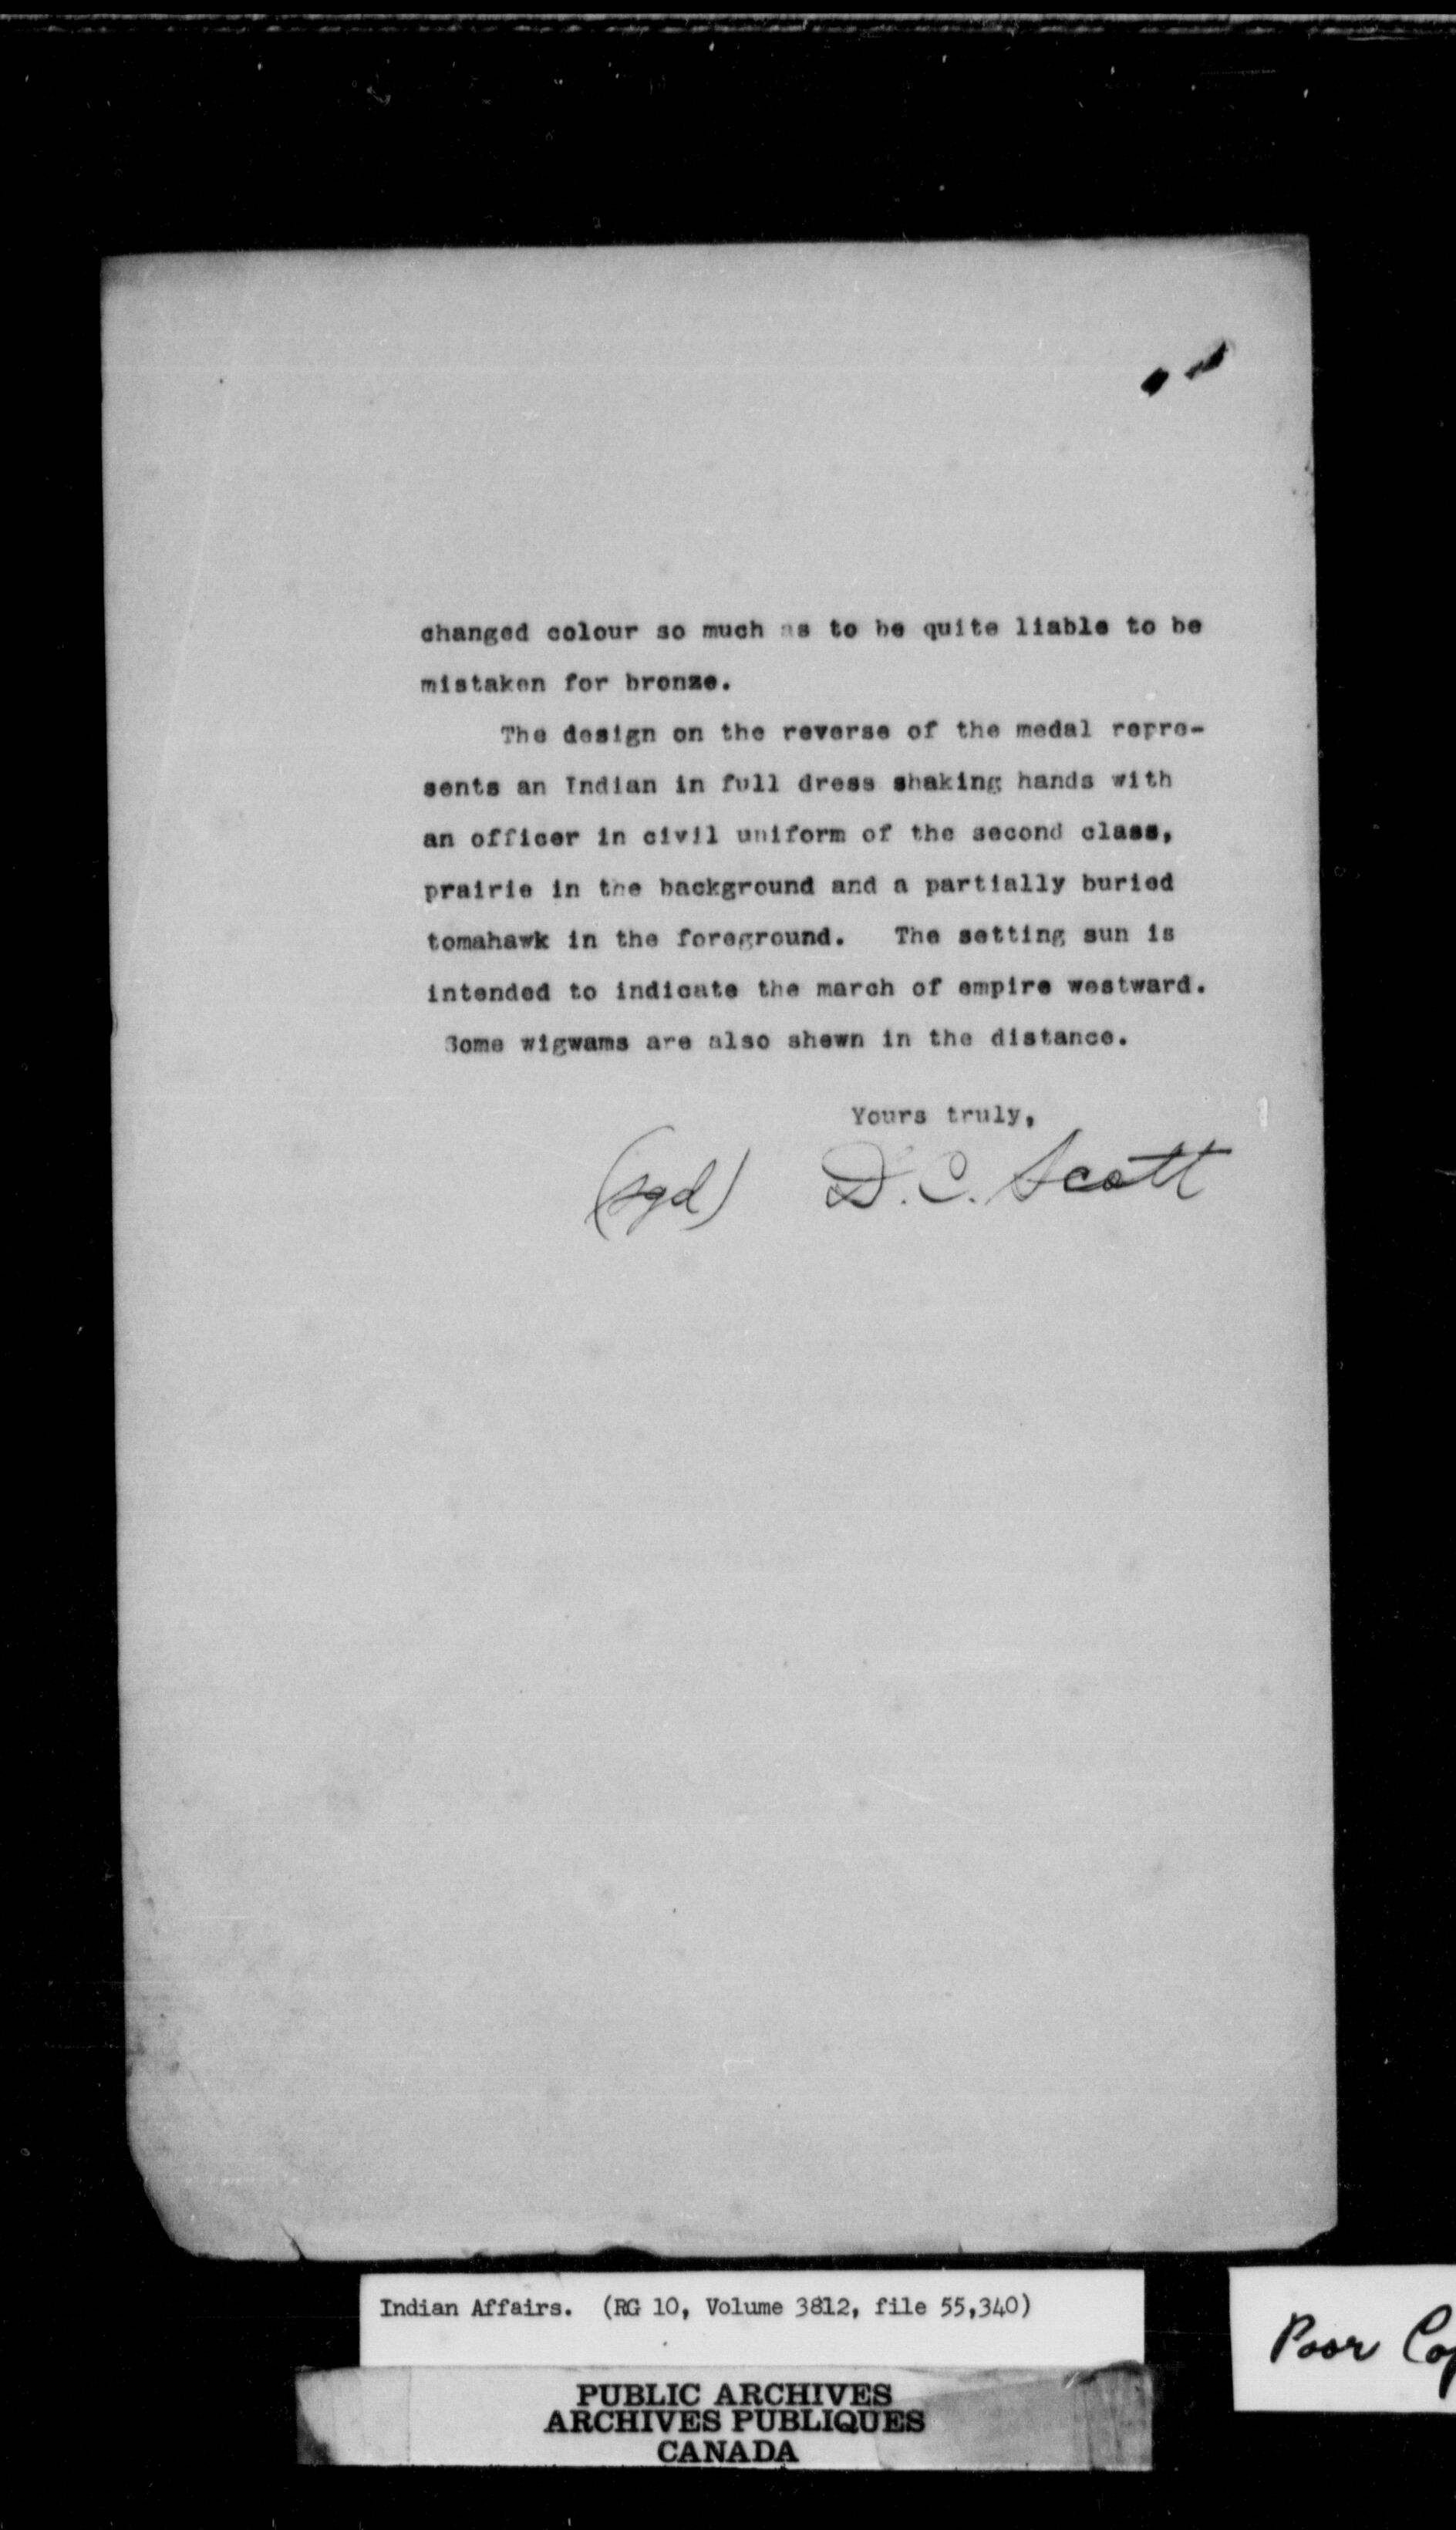 changed colour so much as to be quite liable to be
mistaken for bronze.
The design on the reverse of the medal repre-
sents an Indian in full dress shaking hands with
an officer in civil uniform of the second class,
prairie in the background and a partially buried
tomahawk in the foreground. The setting sun is
intended to indicate the march of empire westward.
Some wigwams are also shewn in the distance.
Yours truly,
(sgd) D. C. Scott
Indian Affairs. (RG 10, Volume 3812, file 55,340)
Poor Cop
PUBLIC ARCHIVES
ARCHIVES PUBLIQUES
CANADA